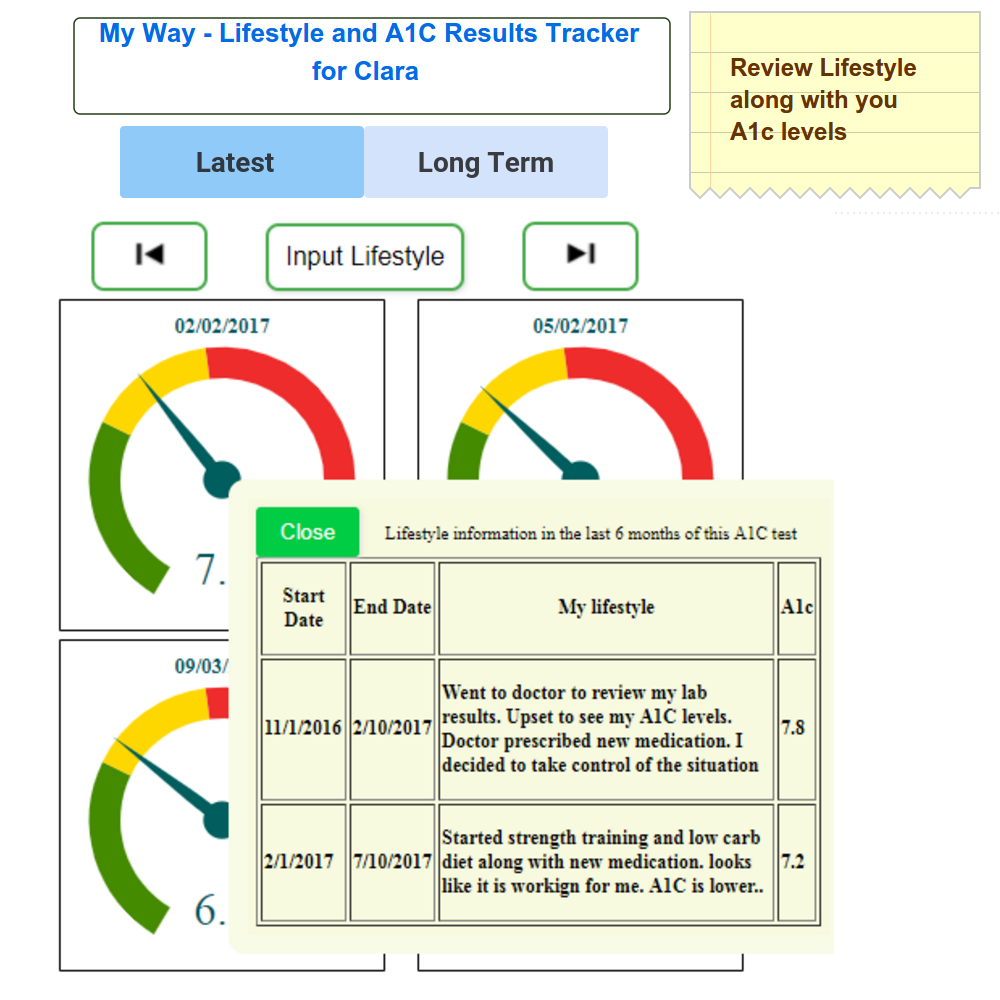 My Way - Lifestyle and A1C Results Tracker
for Clara
Review Lifestyle
along with you
A1c levels
Latest
Long Term
Input Lifestyle
02/02/2017
05/02/2017
7.
09/03/
6.
Close
Lifestyle information in the last 6 months of this A1C test
Start
Date
End Date
My lifestyle
A1c
11/1/2016
2/10/2017
Went to doctor to review my lab
results. Upset to see my A1C levels.
Doctor prescribed new medication. I
decided to take control of the situation
7.8
2/1/2017
7/10/2017
Started strength training and low carb
diet along with new medication. looks
like it is workign for me. A1C is lower..
7.2